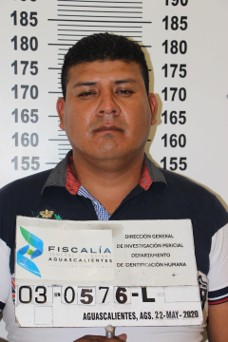 190 190
185 185
180 180
175 175
170 170
165 165
160 160
155 155
FISCALÍA
AGUASCALIENTES
DIRECCIÓN GENERAL
DE INVESTIGACIÓN PERICIAL
DEPARTAMENTO
DE IDENTIFICACIÓN HUMANA
03-0576-L
AGUASCALIENTES, AGS. 22-MAY-2020